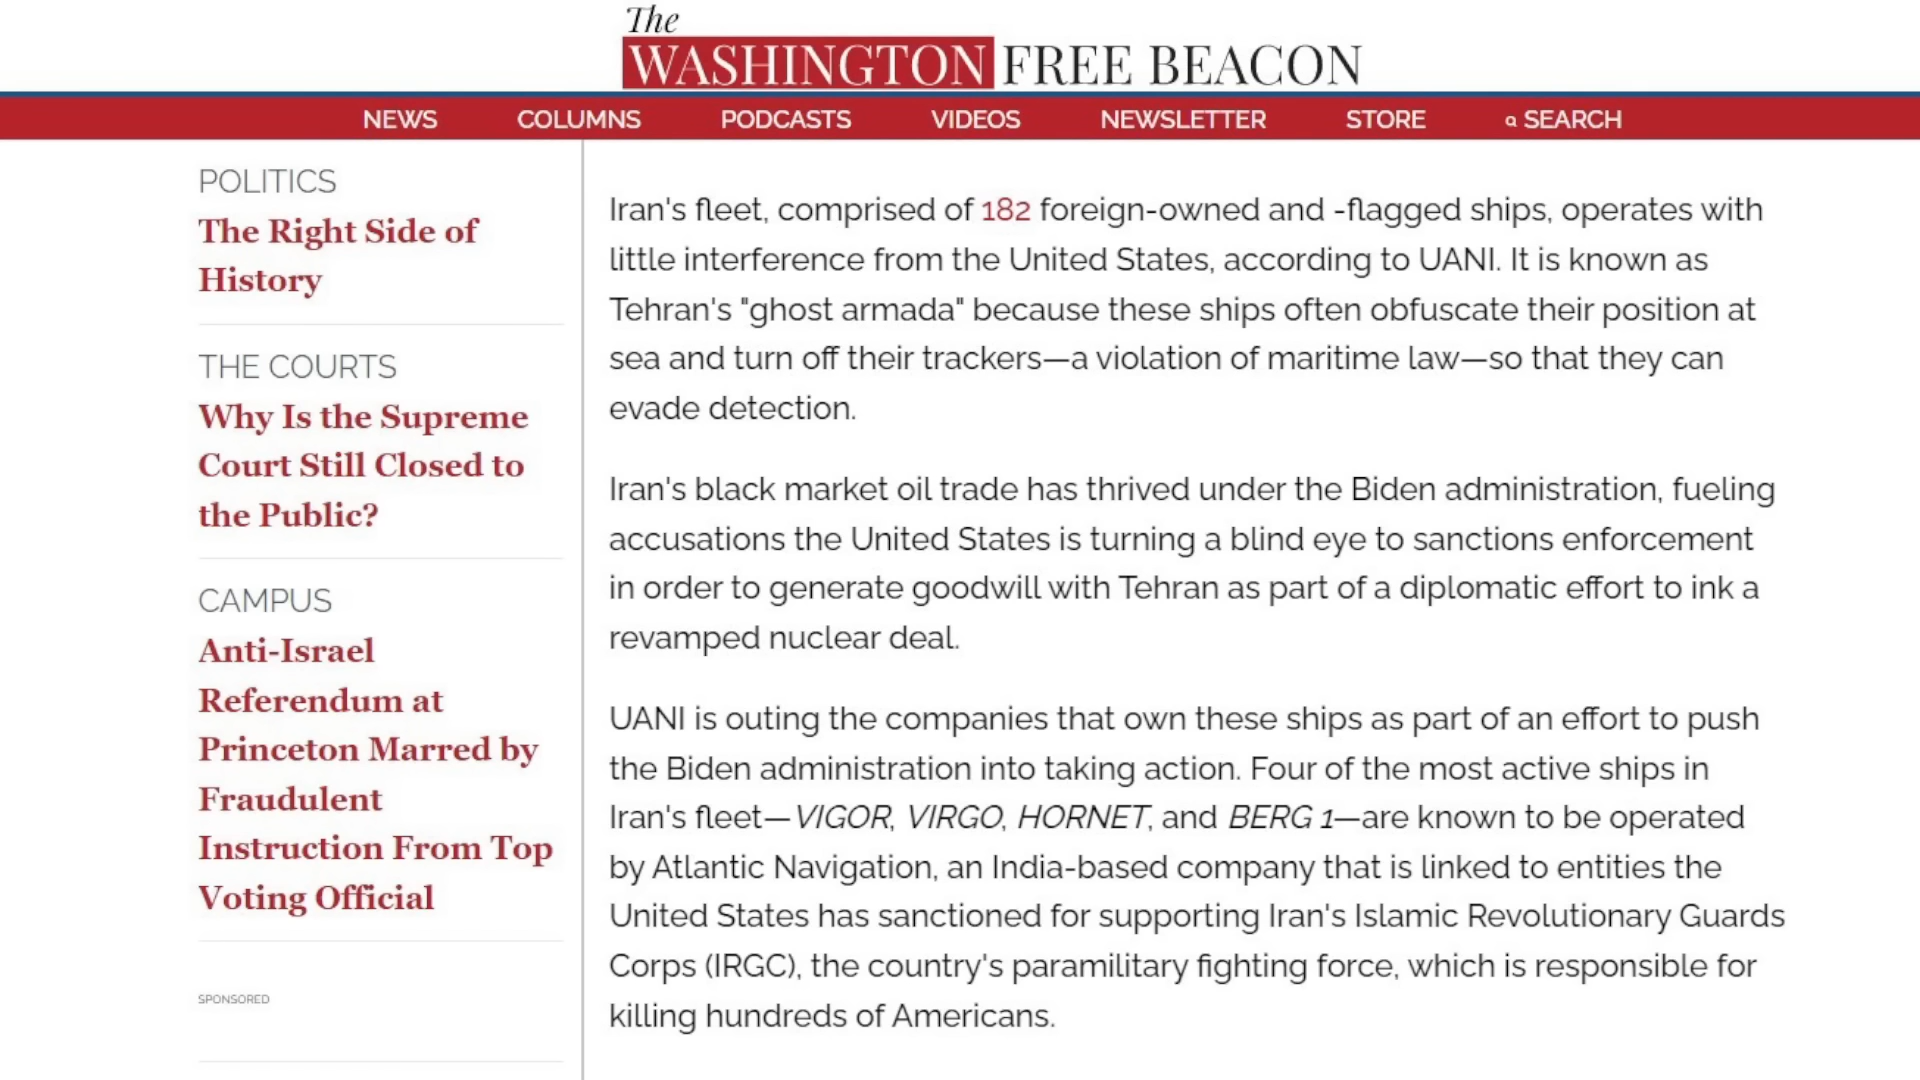 The
WASHINGTON FREE BEACON
NEWS COLUMNS PODCASTS VIDEOS NEWSLETTER STORE SEARCH
POLITICS
The Right Side of
History
THE COURTS
Why Is the Supreme
Court Still Closed to
the Public?
CAMPUS
Anti-Israel
Referendum at
Princeton Marred by
Fraudulent
Instruction From Top
Voting Official
SPONSORED
Iran's fleet, comprised of 182 foreign-owned and -flagged ships, operates with
little interference from the United States, according to UANI. It is known as
Tehran's "ghost armada" because these ships often obfuscate their position at
sea and turn off their trackers—a violation of maritime law—so that they can
evade detection.
Iran's black market oil trade has thrived under the Biden administration, fueling
accusations the United States is turning a blind eye to sanctions enforcement
in order to generate goodwill with Tehran as part of a diplomatic effort to ink a
revamped nuclear deal.
UANI is outing the companies that own these ships as part of an effort to push
the Biden administration into taking action. Four of the most active ships in
Iran's fleet—VIGOR, VIRGO, HORNET, and BERG 1—are known to be operated
by Atlantic Navigation, an India-based company that is linked to entities the
United States has sanctioned for supporting Iran's Islamic Revolutionary Guards
Corps (IRGC), the country's paramilitary fighting force, which is responsible for
killing hundreds of Americans.